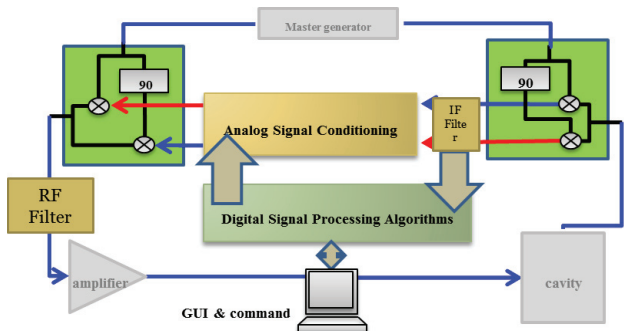 Master generator
90
90
Analog Signal Conditioning
IF
Filte
r
RF
Filter
Digital Signal Processing Algorithms
amplifier
cavity
GUI & command